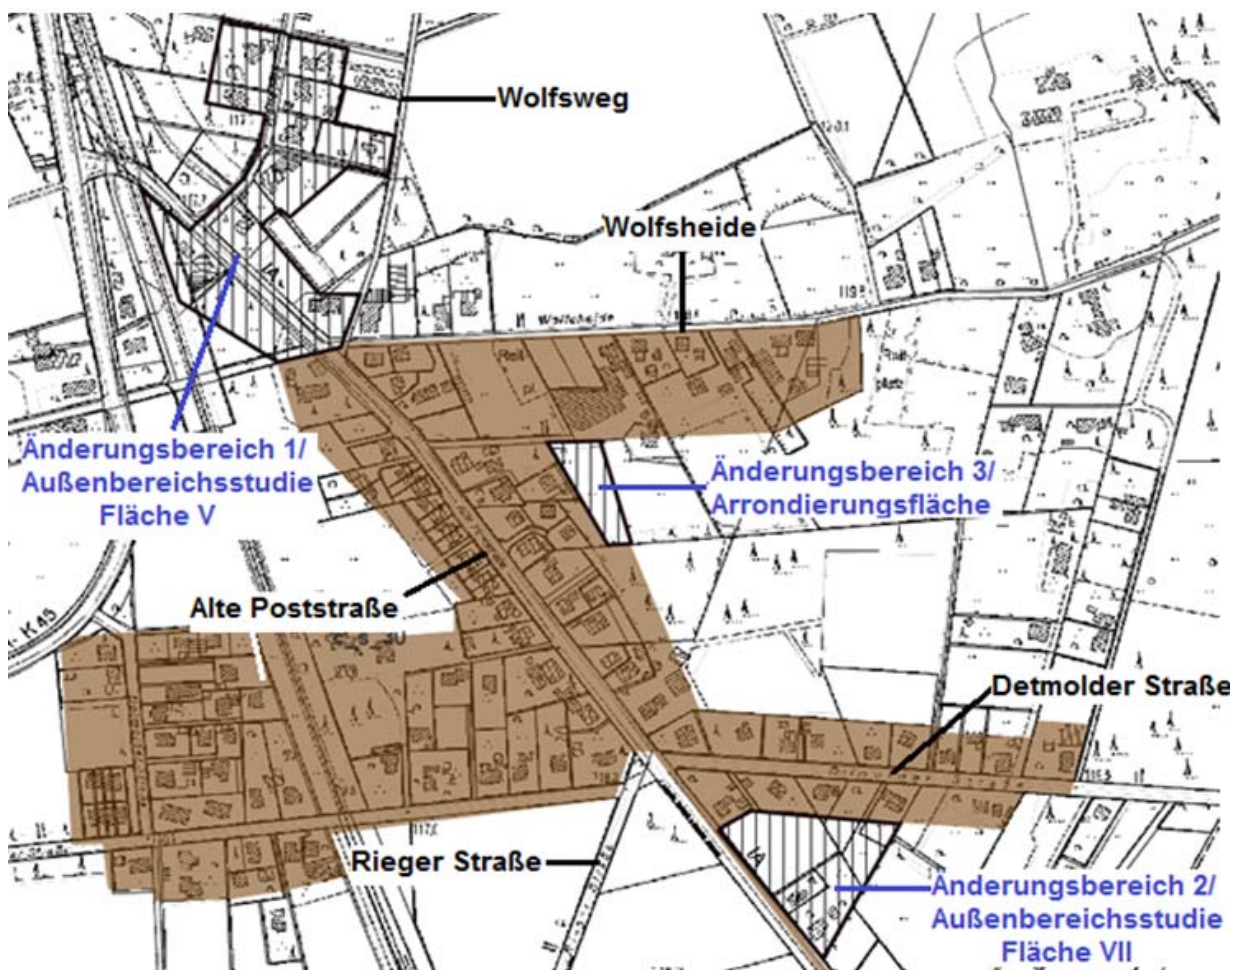 Wolfsweg
Wolfsheide
Änderungsbereich 1/
Außenbereichsstudie
Fläche V
Änderungsbereich 3/
Arrondierungsfläche
Alte Poststraße
K 45
Detmolder Straße
Rieger Straße
Änderungsbereich 2/
Außenbereichsstudie
Fläche VII